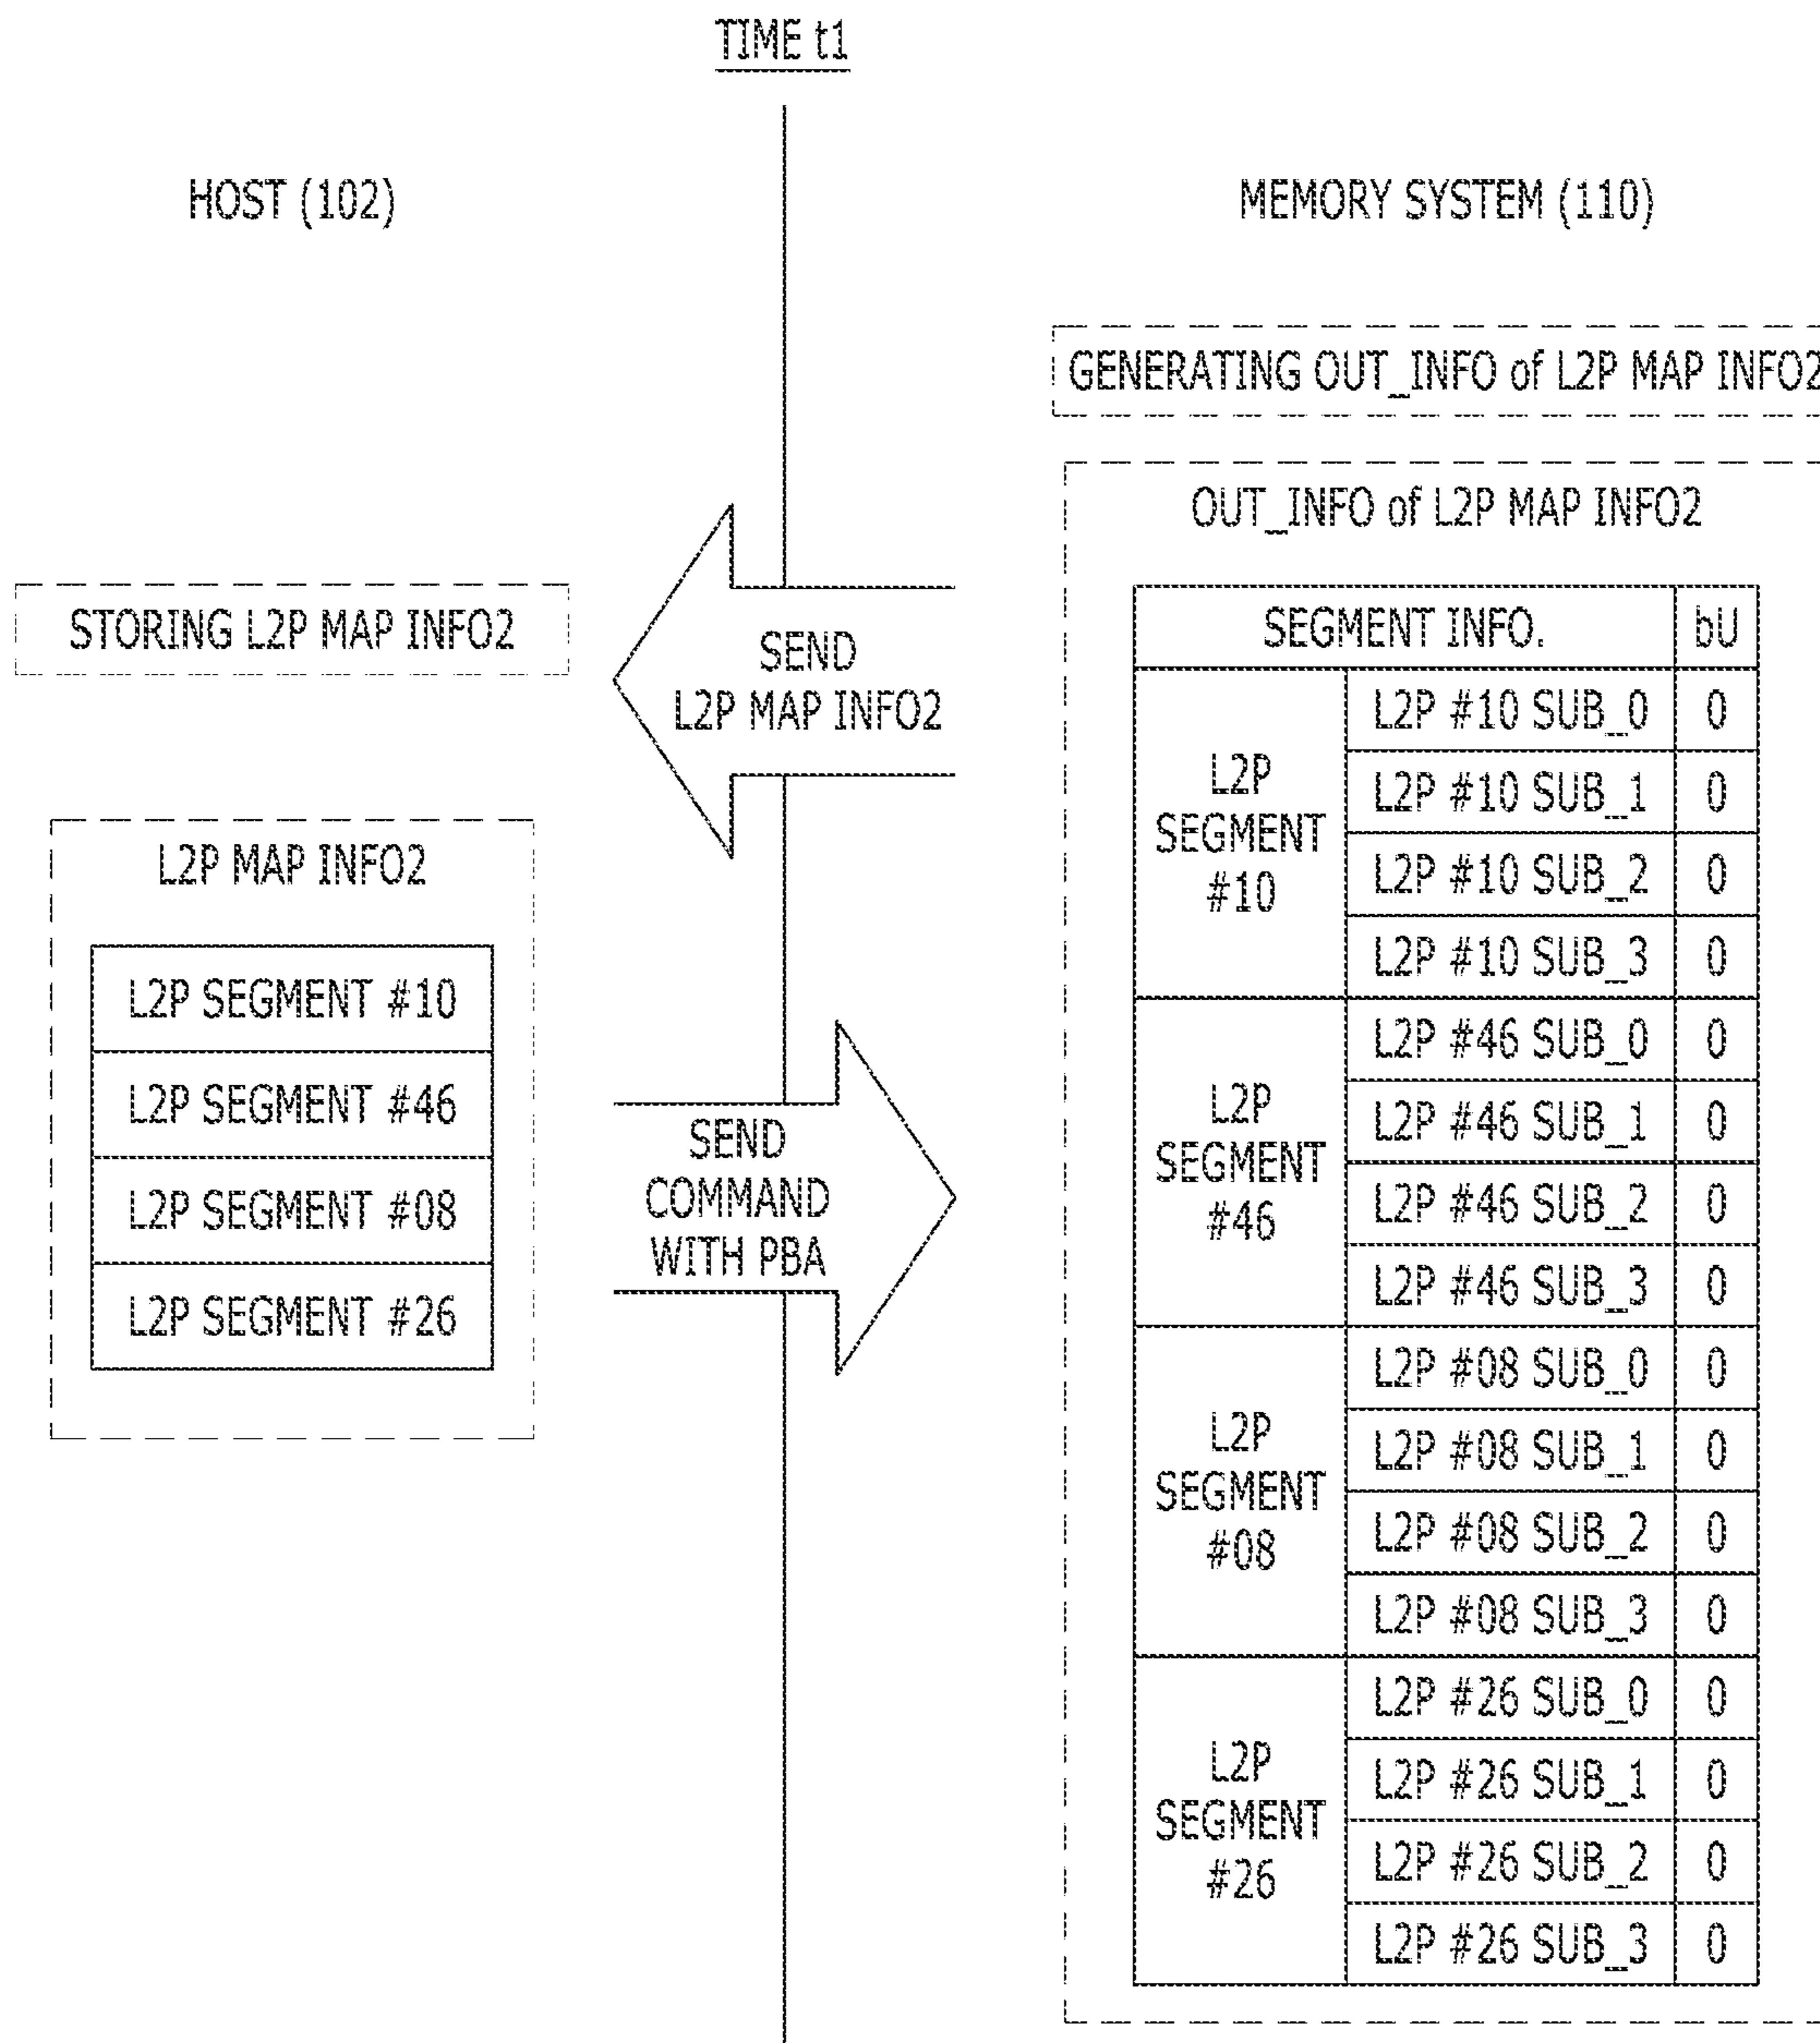 TIME t1
HOST (102)
MEMORY SYSTEM (110)
GENERATING OUT_INFO of L2P MAP INFO2
STORING L2P MAP INFO2
SEND
L2P MAP INFO2
L2P MAP INFO2
L2P SEGMENT #10
L2P SEGMENT #46
L2P SEGMENT #08
L2P SEGMENT #26
SEND
COMMAND
WITH PBA
OUT_INFO of L2P MAP INFO2
SEGMENT INFO. bU
L2P
SEGMENT
#10
L2P #10 SUB_0 0
L2P #10 SUB_1 0
L2P #10 SUB_2 0
L2P #10 SUB_3 0
L2P
SEGMENT
#46
L2P #46 SUB_0 0
L2P #46 SUB_1 0
L2P #46 SUB_2 0
L2P #46 SUB_3 0
L2P
SEGMENT
#08
L2P #08 SUB_0 0
L2P #08 SUB_1 0
L2P #08 SUB_2 0
L2P #08 SUB_3 0
L2P
SEGMENT
#26
L2P #26 SUB_0 0
L2P #26 SUB_1 0
L2P #26 SUB_2 0
L2P #26 SUB_3 0